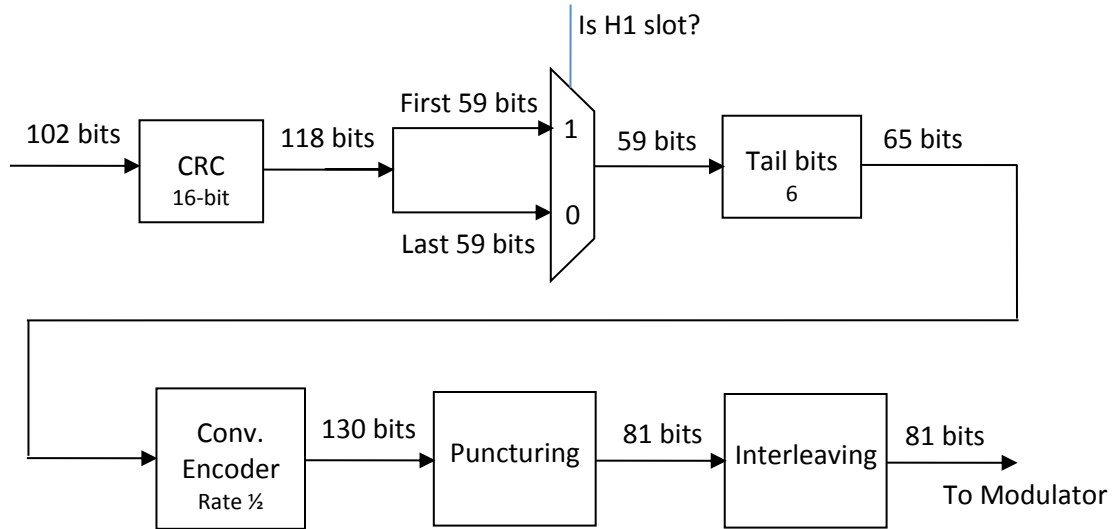 Is H1 slot?
First 59 bits
102 bits
CRC
16-bit
118 bits
1
0
Last 59 bits
59 bits
Tail bits
6
65 bits
Conv.
Encoder
Rate ½
130 bits
Puncturing
81 bits
Interleaving
81 bits
To Modulator